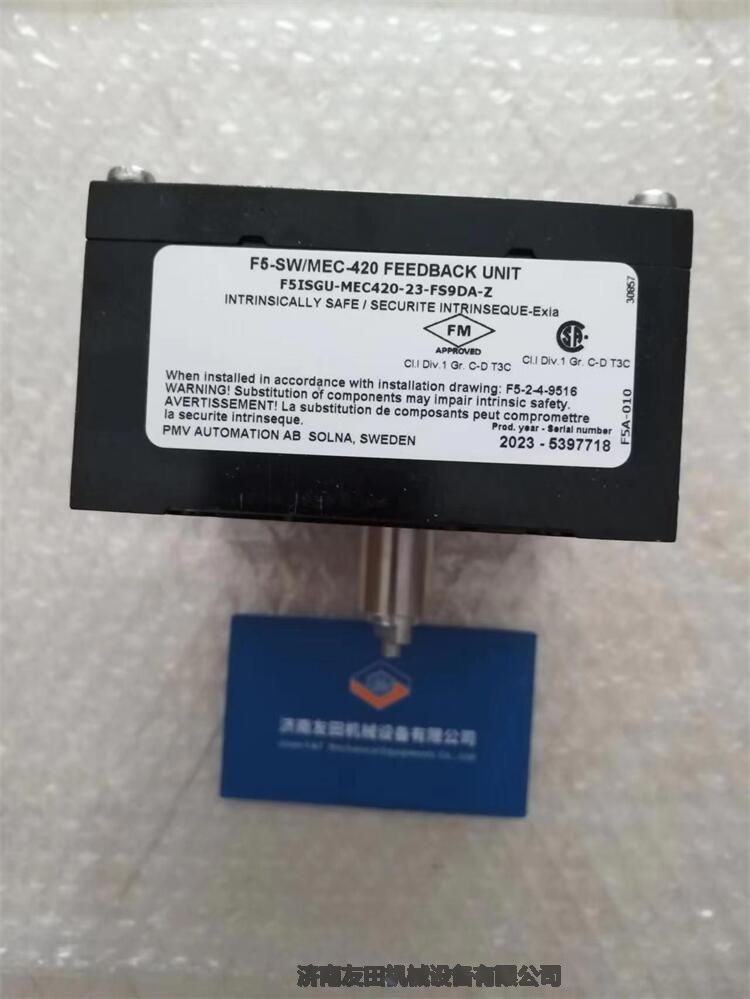 F5-SW/MEC-420 FEEDBACK UNIT
F5ISGU-MEC420-23-FS9DA-Z
INTRINSICALLY SAFE / SECURITE INTRINSEQUE-Exia
FM
APPROVED
Cl.I Div.1 Gr. C-D T3C
Cl.I Div.1 Gr. C-D T3C
30857
F5A-010
When installed in accordance with installation drawing: F5-2-4-9516
WARNING! Substitution of components may impair intrinsic safety.
AVERTISSEMENT! La substitution de composants peut compromettre
la securite intrinseque.
Prod. year - Serial number
PMV AUTOMATION AB SOLNA, SWEDEN
2023 - 5397718
济南友田机械设备有限公司
Mechanical Equipments Co.,
济南友田机械设备有限公司